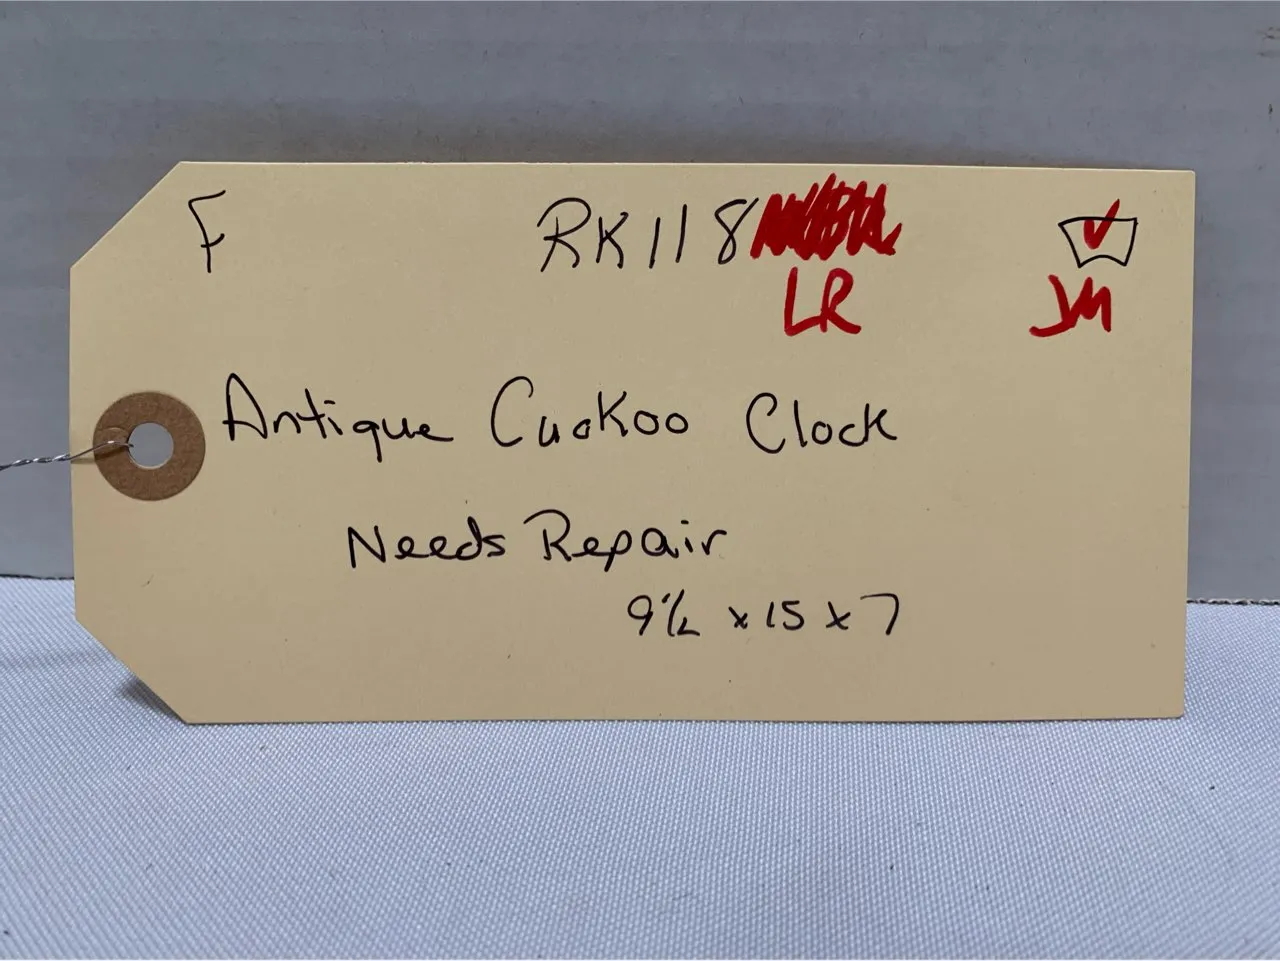 F RK118
LR JM
Antique Cuckoo Clock
Needs Repair
9½ x 15 x 7